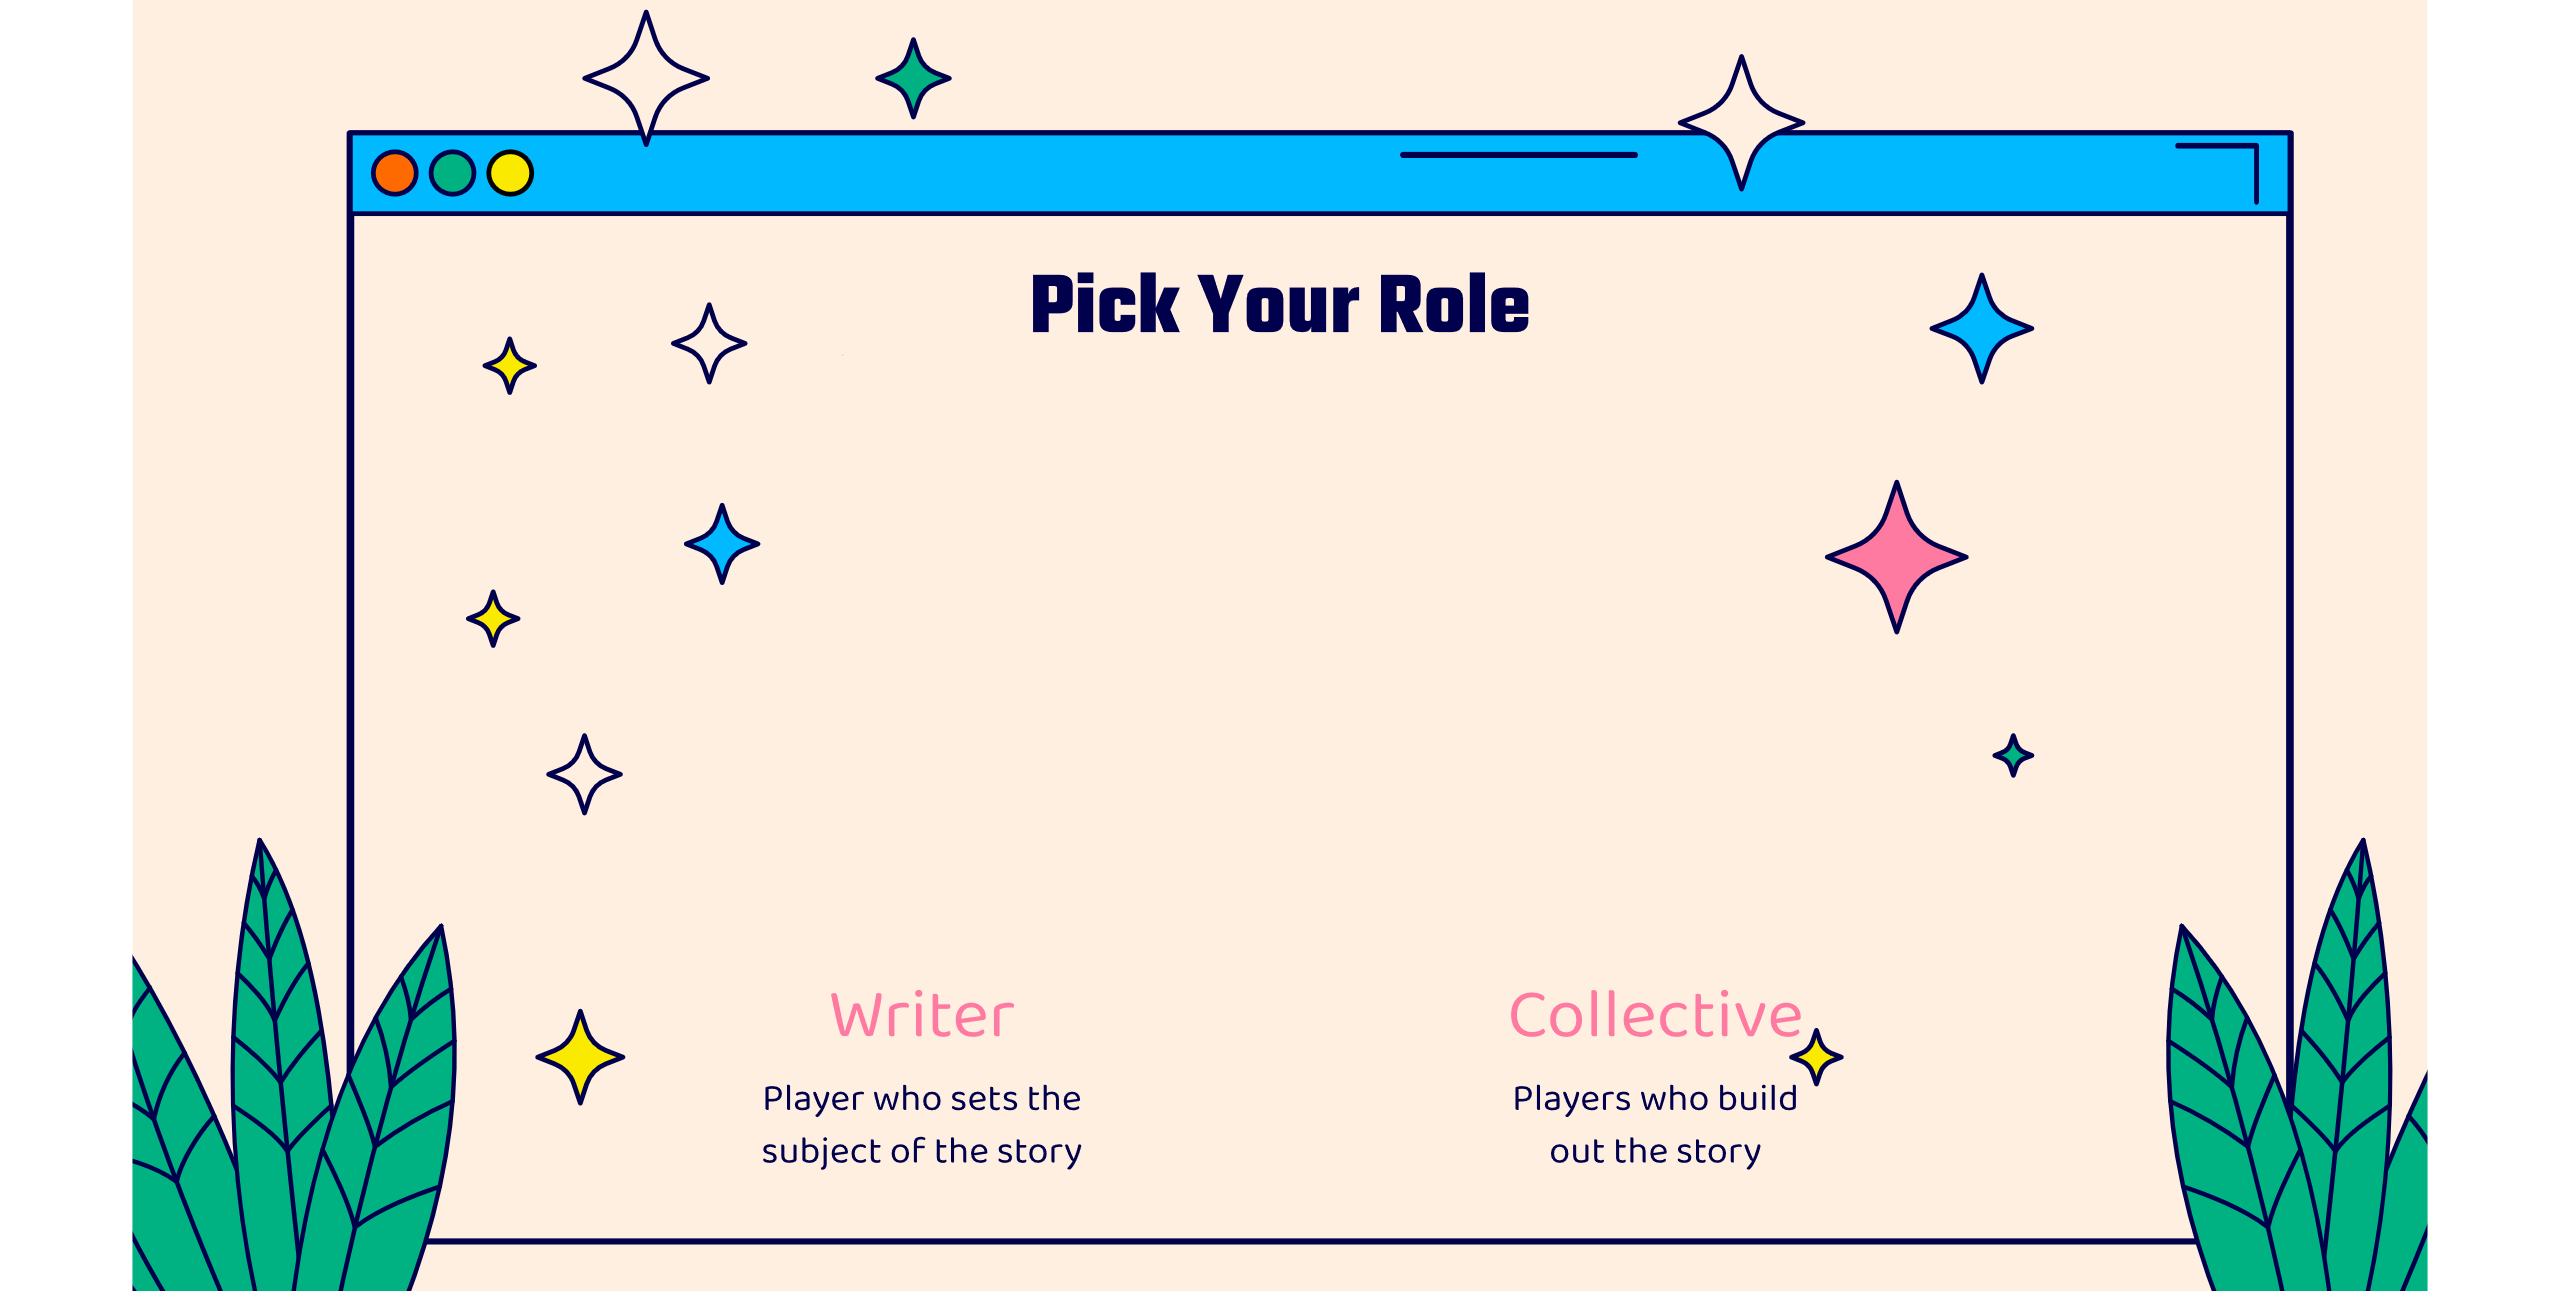 Pick Your Role
Writer
Player who sets the
subject of the story
Collective
Players who build
out the story